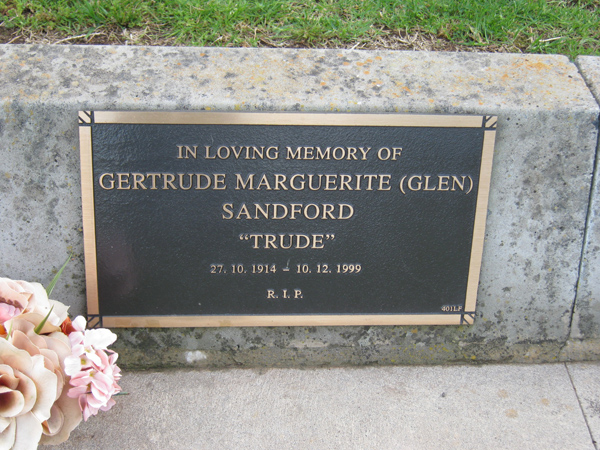 IN LOVING MEMORY OF
GERTRUDE MARGUERITE (GLEN)
SANDFORD
“TRUDE”
27. 10. 1914 – 10. 12. 1999
R. I. P.
401LF